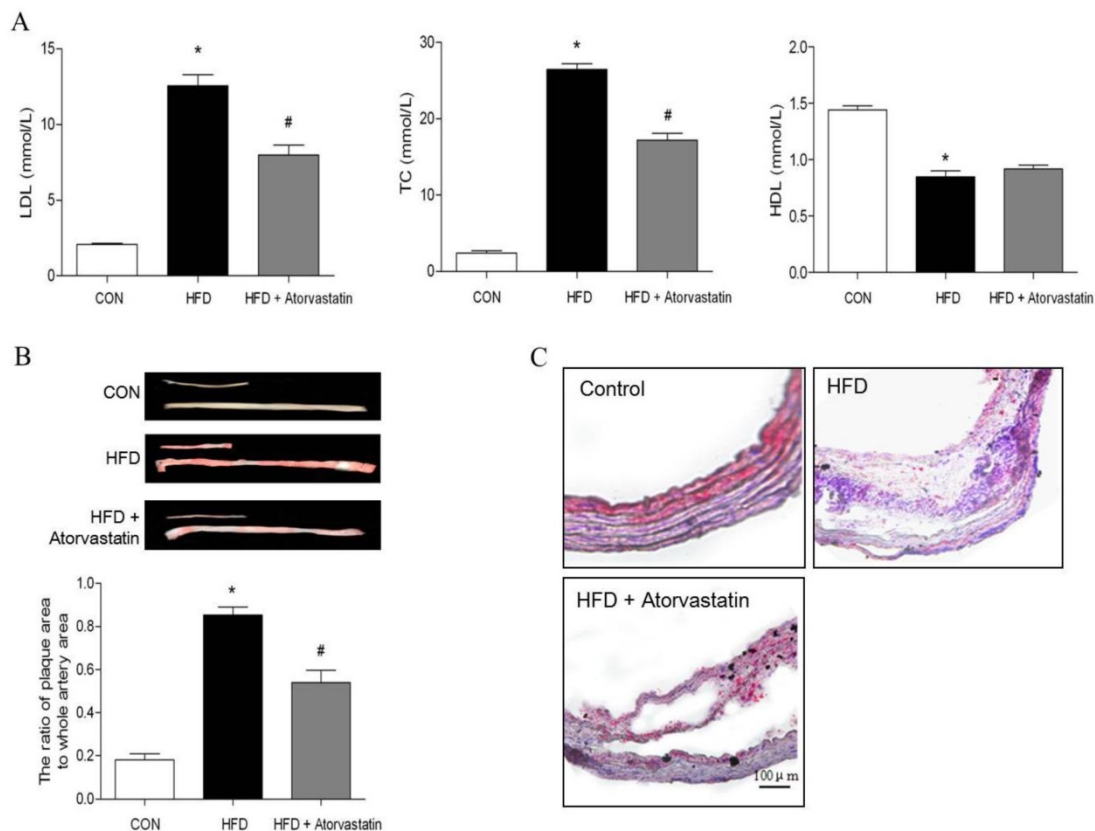 A
LDL (mmol/L)
15
10
5
0
*
#
CON
HFD
HFD + Atorvastatin
TC (mmol/L)
30
20
10
0
*
#
CON
HFD
HFD + Atorvastatin
HDL (mmol/L)
2.0
1.5
1.0
0.5
0.0
*
CON
HFD
HFD + Atorvastatin
B
CON
HFD
HFD +
Atorvastatin
The ratio of plaque area
to whole artery area
1.0
0.8
0.6
0.4
0.2
0.0
*
#
CON
HFD
HFD + Atorvastatin
C
Control
HFD
HFD + Atorvastatin
100 μm